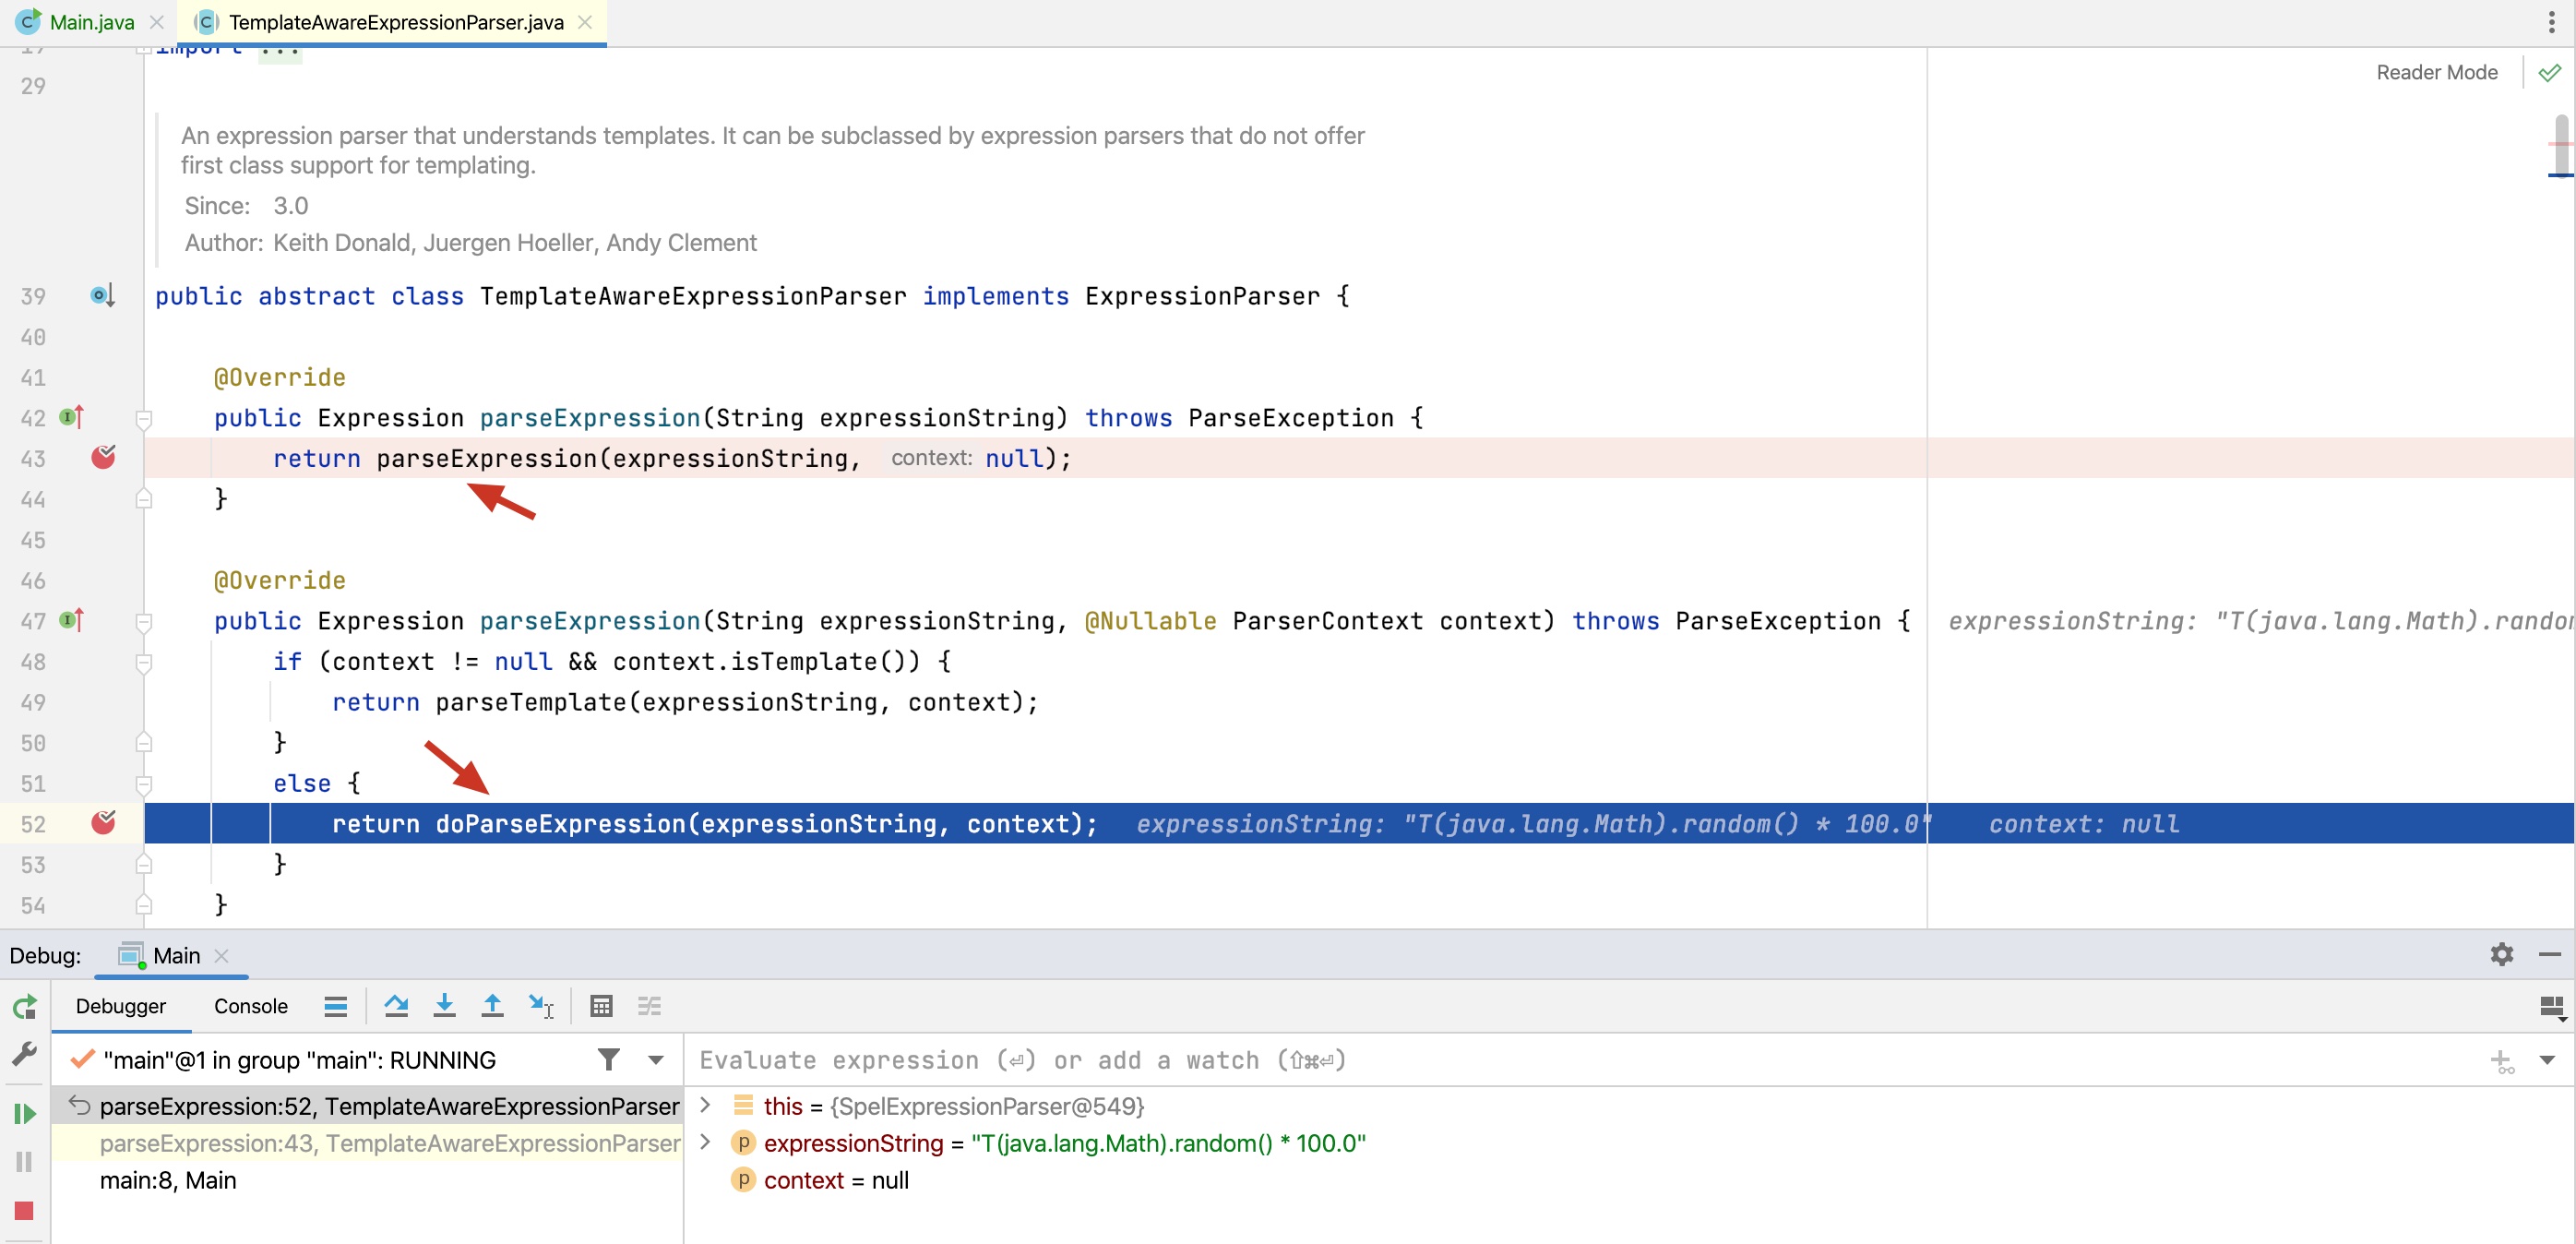 Main.java
TemplateAwareExpressionParser.java
import ...
29
Reader Mode
An expression parser that understands templates. It can be subclassed by expression parsers that do not offer
first class support for templating.
Since: 3.0
Author: Keith Donald, Juergen Hoeller, Andy Clement
39 public abstract class TemplateAwareExpressionParser implements ExpressionParser {
40
41 @Override
42 public Expression parseExpression(String expressionString) throws ParseException {
43 return parseExpression(expressionString, context: null);
44 }
45
46 @Override
47 public Expression parseExpression(String expressionString, @Nullable ParserContext context) throws ParseException { expressionString: "T(java.lang.Math).random
48 if (context != null && context.isTemplate()) {
49 return parseTemplate(expressionString, context);
50 }
51 else {
52 return doParseExpression(expressionString, context); expressionString: "T(java.lang.Math).random() * 100.0" context: null
53 }
54 }
Debug: Main
Debugger Console
"main"@1 in group "main": RUNNING
Evaluate expression (⏎) or add a watch (⇧⌘⏎)
parseExpression:52, TemplateAwareExpressionParser
parseExpression:43, TemplateAwareExpressionParser
main:8, Main
this = {SpelExpressionParser@549}
expressionString = "T(java.lang.Math).random() * 100.0"
context = null